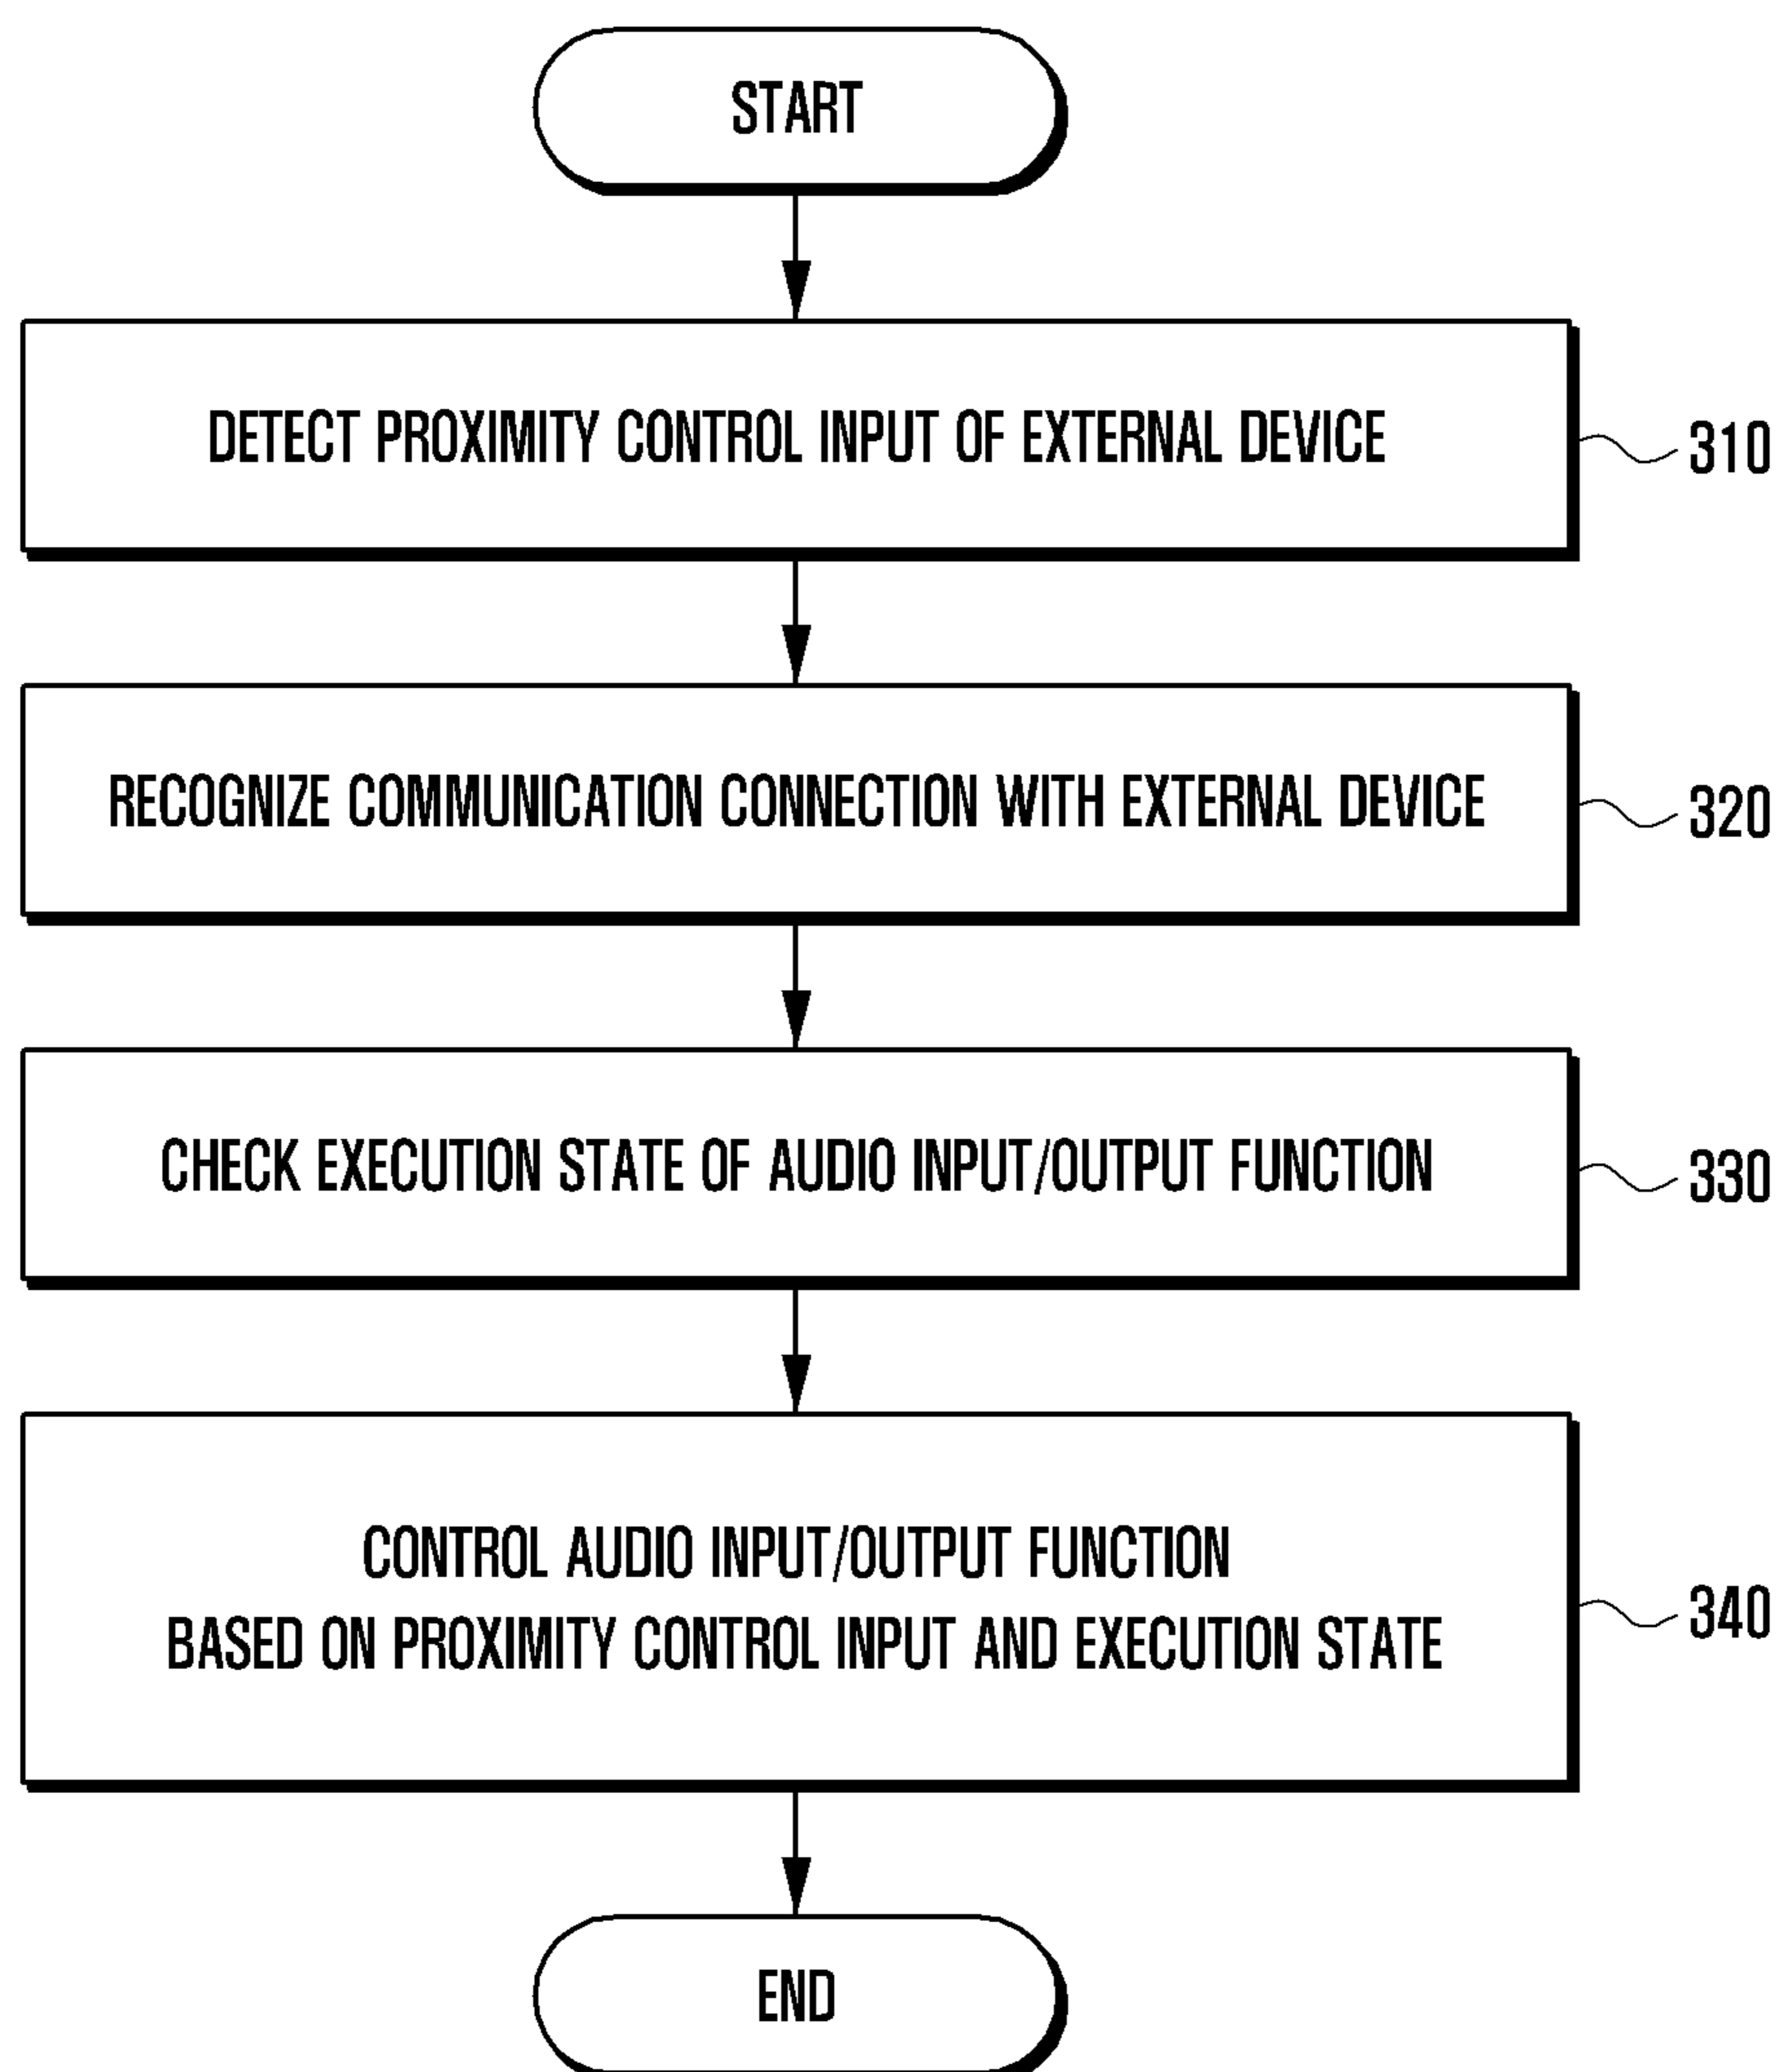 START
DETECT PROXIMITY CONTROL INPUT OF EXTERNAL DEVICE
310
RECOGNIZE COMMUNICATION CONNECTION WITH EXTERNAL DEVICE
320
CHECK EXECUTION STATE OF AUDIO INPUT/OUTPUT FUNCTION
330
CONTROL AUDIO INPUT/OUTPUT FUNCTION
BASED ON PROXIMITY CONTROL INPUT AND EXECUTION STATE
340
END